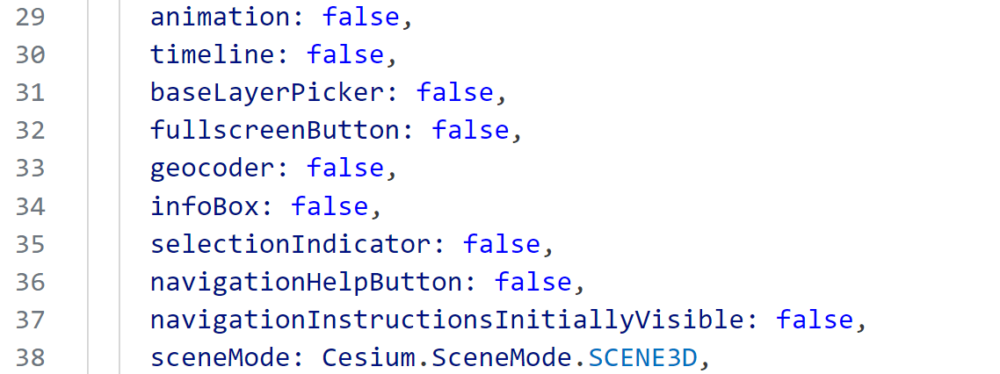 29 animation: false,
30 timeline: false,
31 baseLayerPicker: false,
32 fullscreenButton: false,
33 geocoder: false,
34 infoBox: false,
35 selectionIndicator: false,
36 navigationHelpButton: false,
37 navigationInstructionsInitiallyVisible: false,
38 sceneMode: Cesium.SceneMode.SCENE3D,